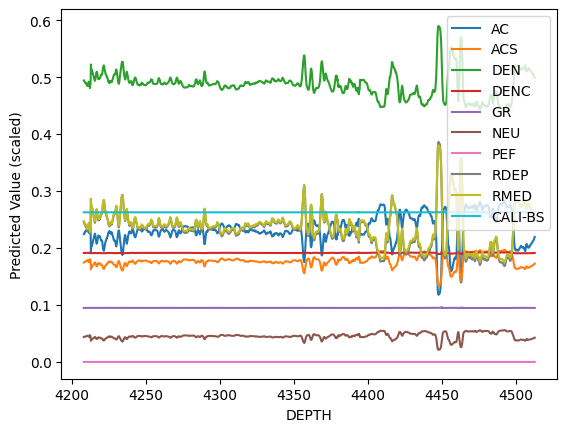 0.6
0.5
0.4
0.3
0.2
0.1
0.0
Predicted Value (scaled)
4200 4250 4300 4350 4400 4450 4500
DEPTH
AC
ACS
DEN
DENC
GR
NEU
PEF
RDEP
RMED
CALI-BS